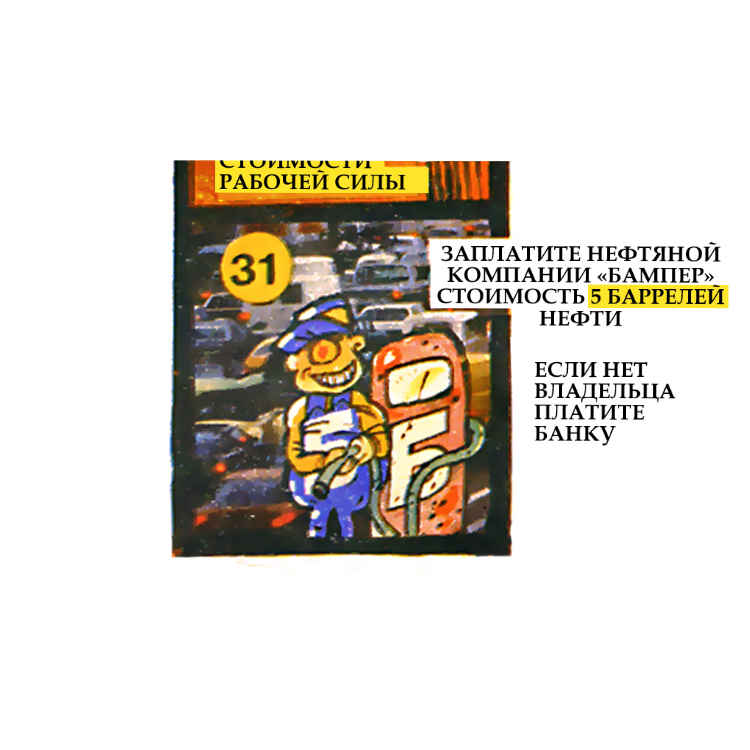 СТОИМОСТИ
РАБОЧЕЙ СИЛЫ
31
ЗАПЛАТИТЕ НЕФТЯНОЙ
КОМПАНИИ «БАМПЕР»
СТОИМОСТЬ 5 БАРРЕЛЕЙ
НЕФТИ
ЕСЛИ НЕТ
ВЛАДЕЛЬЦА
ПЛАТИТЕ
БАНКУ
Б
Б